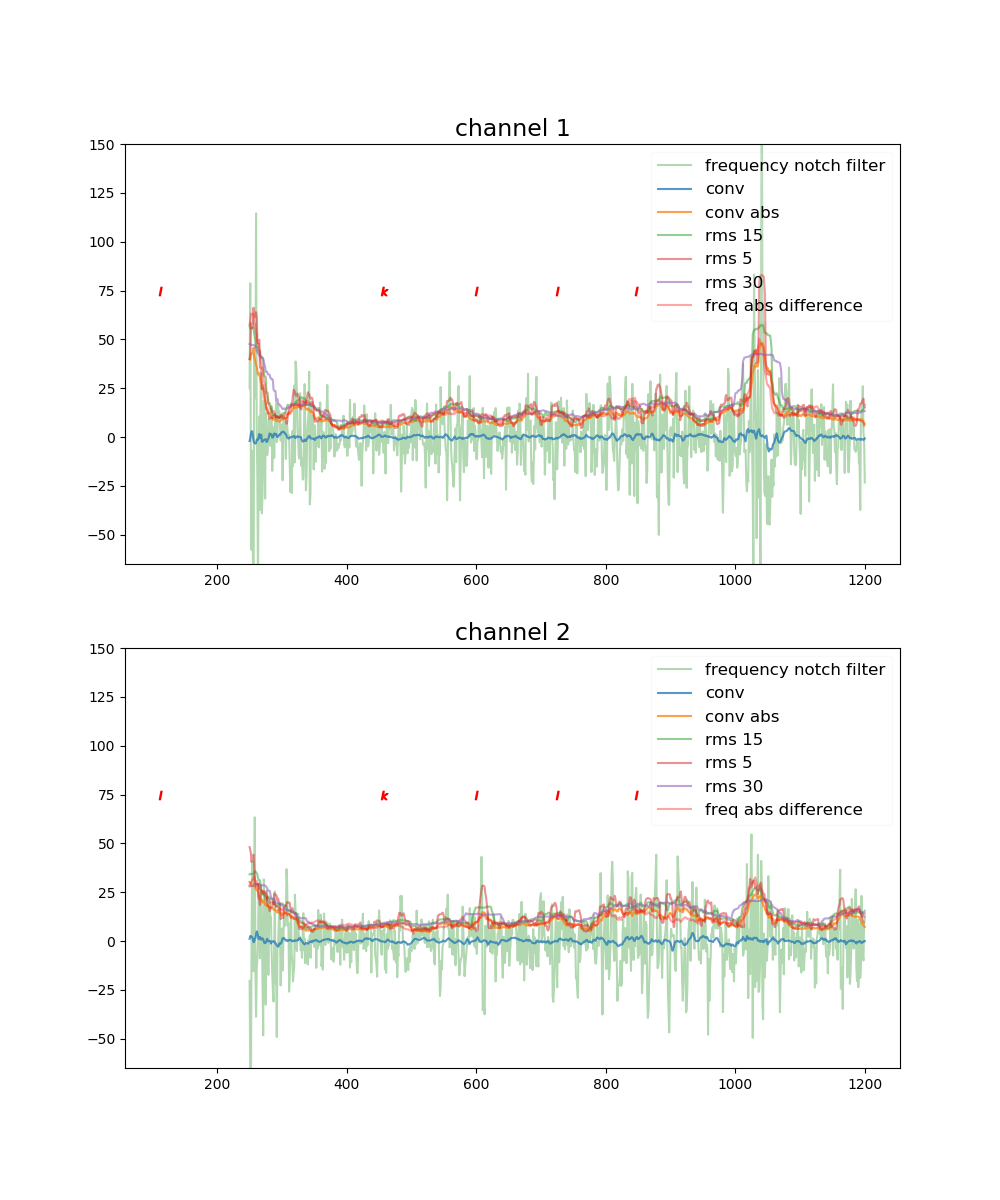 channel 1
150
125
100
75
50
25
0
−25
−50
frequency notch filter
conv
conv abs
rms 15
rms 5
rms 30
freq abs difference
l k l l l
200 400 600 800 1000 1200
channel 2
150
125
100
75
50
25
0
−25
−50
frequency notch filter
conv
conv abs
rms 15
rms 5
rms 30
freq abs difference
l k l l l
200 400 600 800 1000 1200